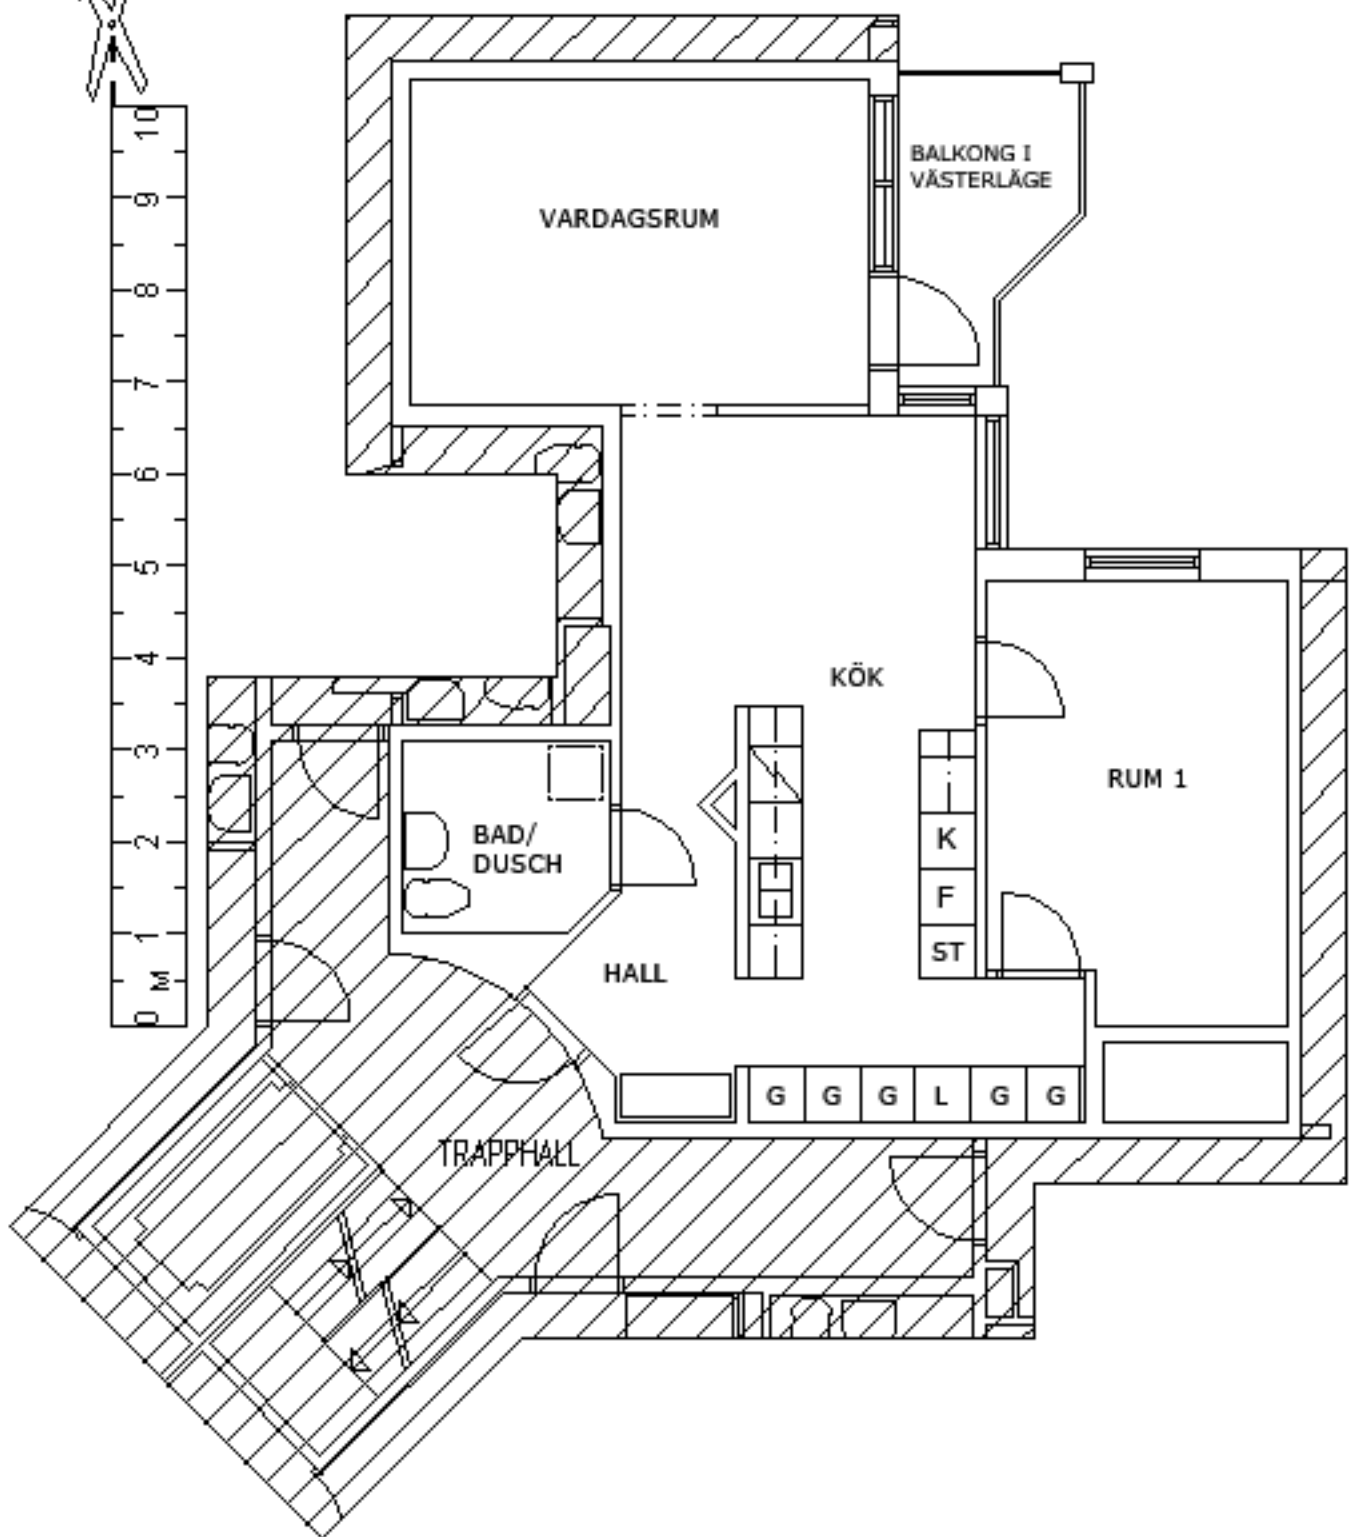 10
9
8
7
6
5
4
3
2
1
M
0
VARDAGSRUM
BALKONG I
VÄSTERLÄGE
KÖK
RUM 1
BAD/
DUSCH
K
F
ST
HALL
G G G L G G
TRAPPHALL